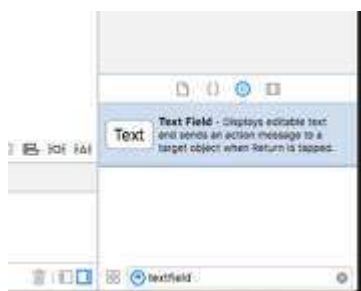 Text Field - Displays editable text
Text and sends an action message to a
target object when Return is tapped.
textfield